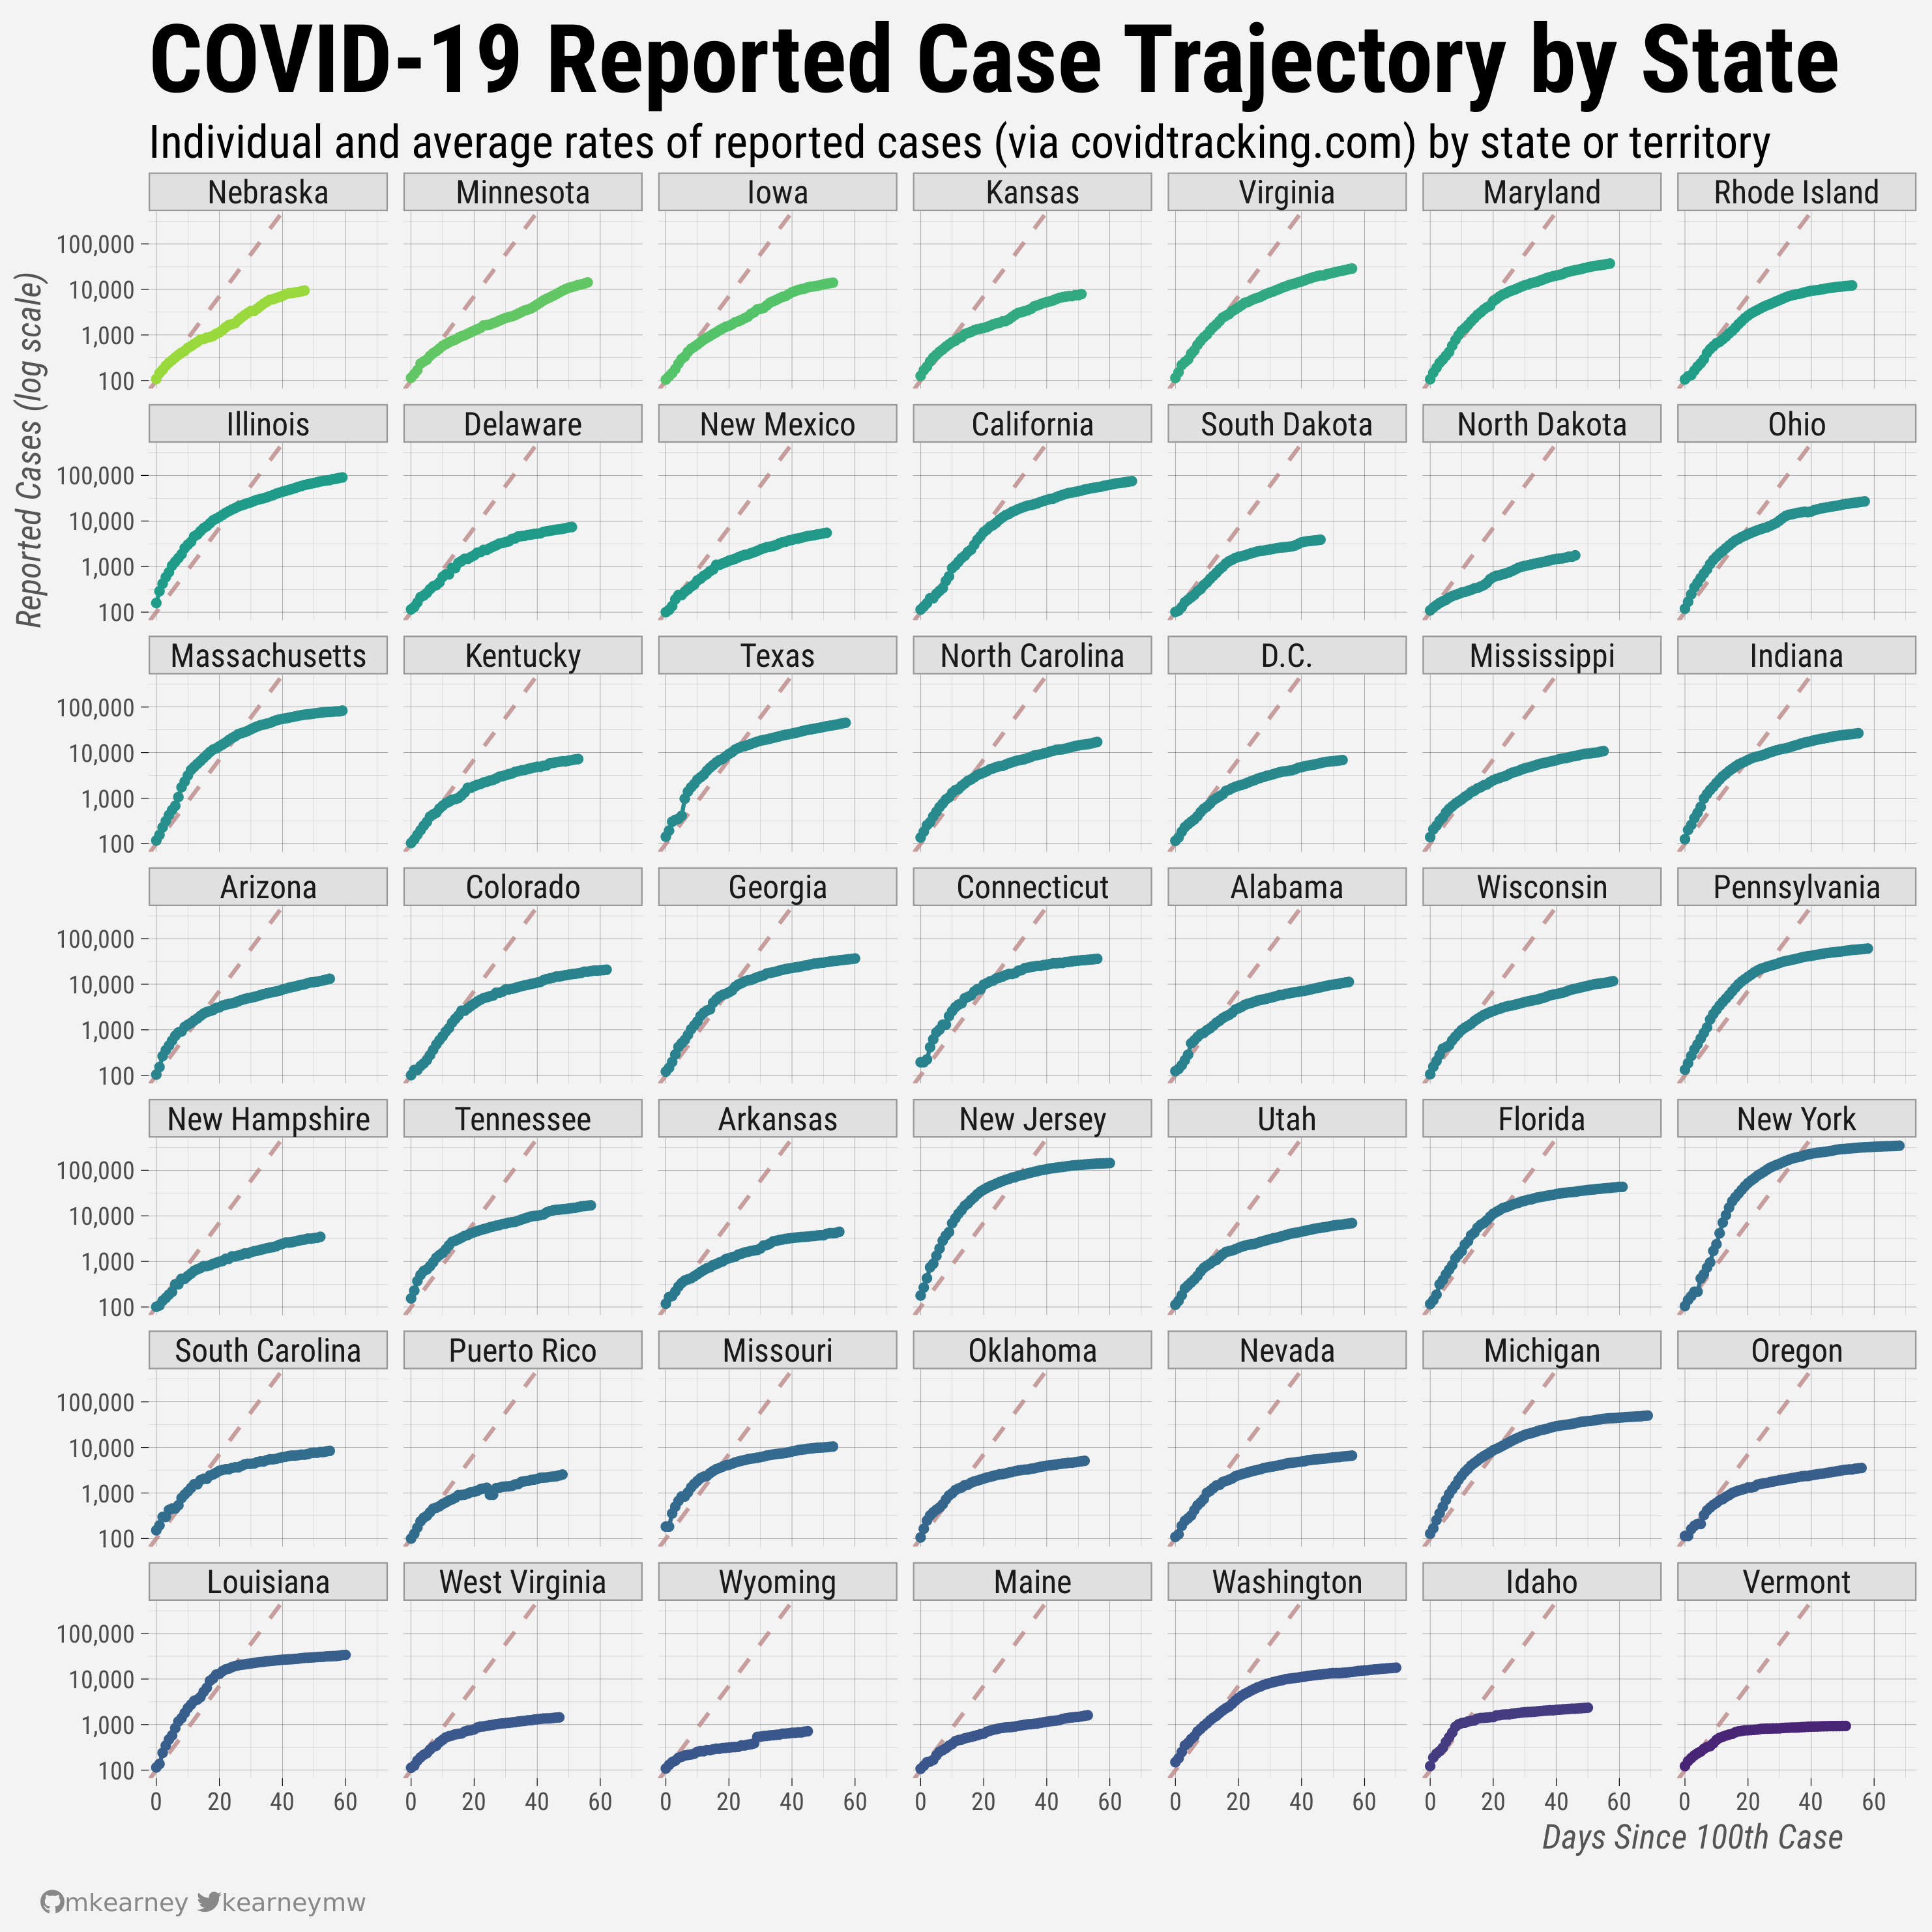 COVID-19 Reported Case Trajectory by State
Individual and average rates of reported cases (via covidtracking.com) by state or territory
Reported Cases (log scale)
Nebraska Minnesota Iowa Kansas Virginia Maryland Rhode Island
100,000
10,000
1,000
100
Illinois Delaware New Mexico California South Dakota North Dakota Ohio
100,000
10,000
1,000
100
Massachusetts Kentucky Texas North Carolina D.C. Mississippi Indiana
100,000
10,000
1,000
100
Arizona Colorado Georgia Connecticut Alabama Wisconsin Pennsylvania
100,000
10,000
1,000
100
New Hampshire Tennessee Arkansas New Jersey Utah Florida New York
100,000
10,000
1,000
100
South Carolina Puerto Rico Missouri Oklahoma Nevada Michigan Oregon
100,000
10,000
1,000
100
Louisiana West Virginia Wyoming Maine Washington Idaho Vermont
100,000
10,000
1,000
100
0 20 40 60 0 20 40 60 0 20 40 60 0 20 40 60 0 20 40 60 0 20 40 60 0 20 40 60
Days Since 100th Case
mkearney kearneymw